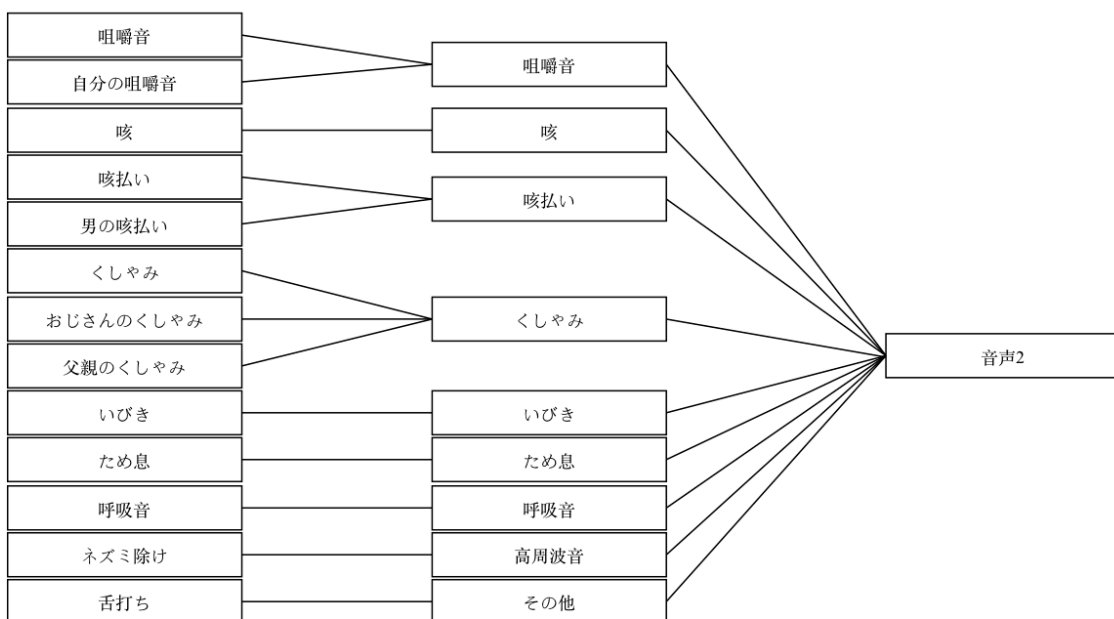 咀嚼音
自分の咀嚼音
咳
咳払い
男の咳払い
くしゃみ
おじさんのくしゃみ
父親のくしゃみ
いびき
ため息
呼吸音
ネズミ除け
舌打ち
咀嚼音
咳
咳払い
くしゃみ
いびき
ため息
呼吸音
高周波音
その他
音声2